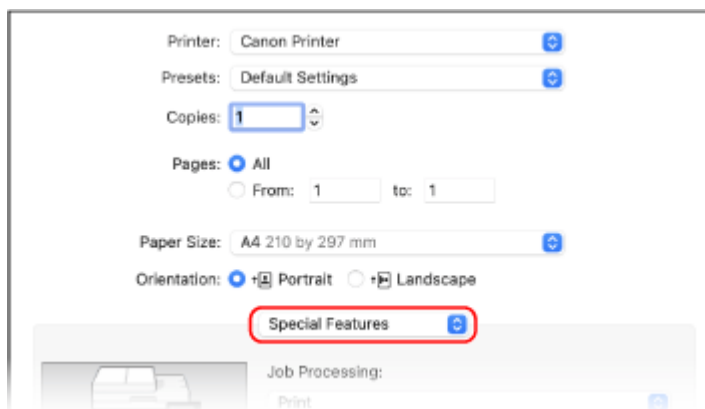 Printer: Canon Printer
Presets: Default Settings
Copies: 1
Pages: All
From: 1 to: 1
Paper Size: A4 210 by 297 mm
Orientation: Portrait Landscape
Special Features
Job Processing:
Print